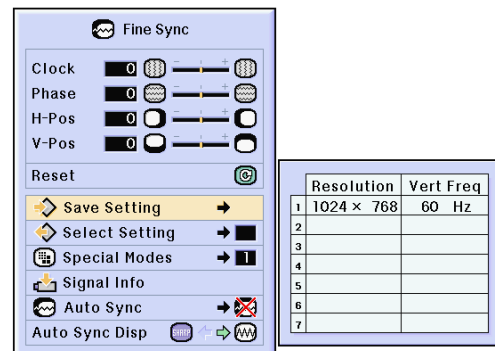 Fine Sync
Clock 0 - +
Phase 0 - +
H-Pos 0 - +
V-Pos 0 - +
Reset
Save Setting
Select Setting
Special Modes 1
Signal Info
Auto Sync
Auto Sync Disp SHARP
Resolution Vert Freq
1 1024 × 768 60 Hz
2
3
4
5
6
7